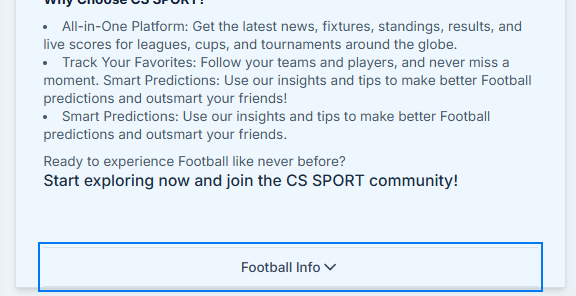 Why Choose CS SPORT?
• All-in-One Platform: Get the latest news, fixtures, standings, results, and
live scores for leagues, cups, and tournaments around the globe.
• Track Your Favorites: Follow your teams and players, and never miss a
moment. Smart Predictions: Use our insights and tips to make better Football
predictions and outsmart your friends!
• Smart Predictions: Use our insights and tips to make better Football
predictions and outsmart your friends.
Ready to experience Football like never before?
Start exploring now and join the CS SPORT community!
Football Info